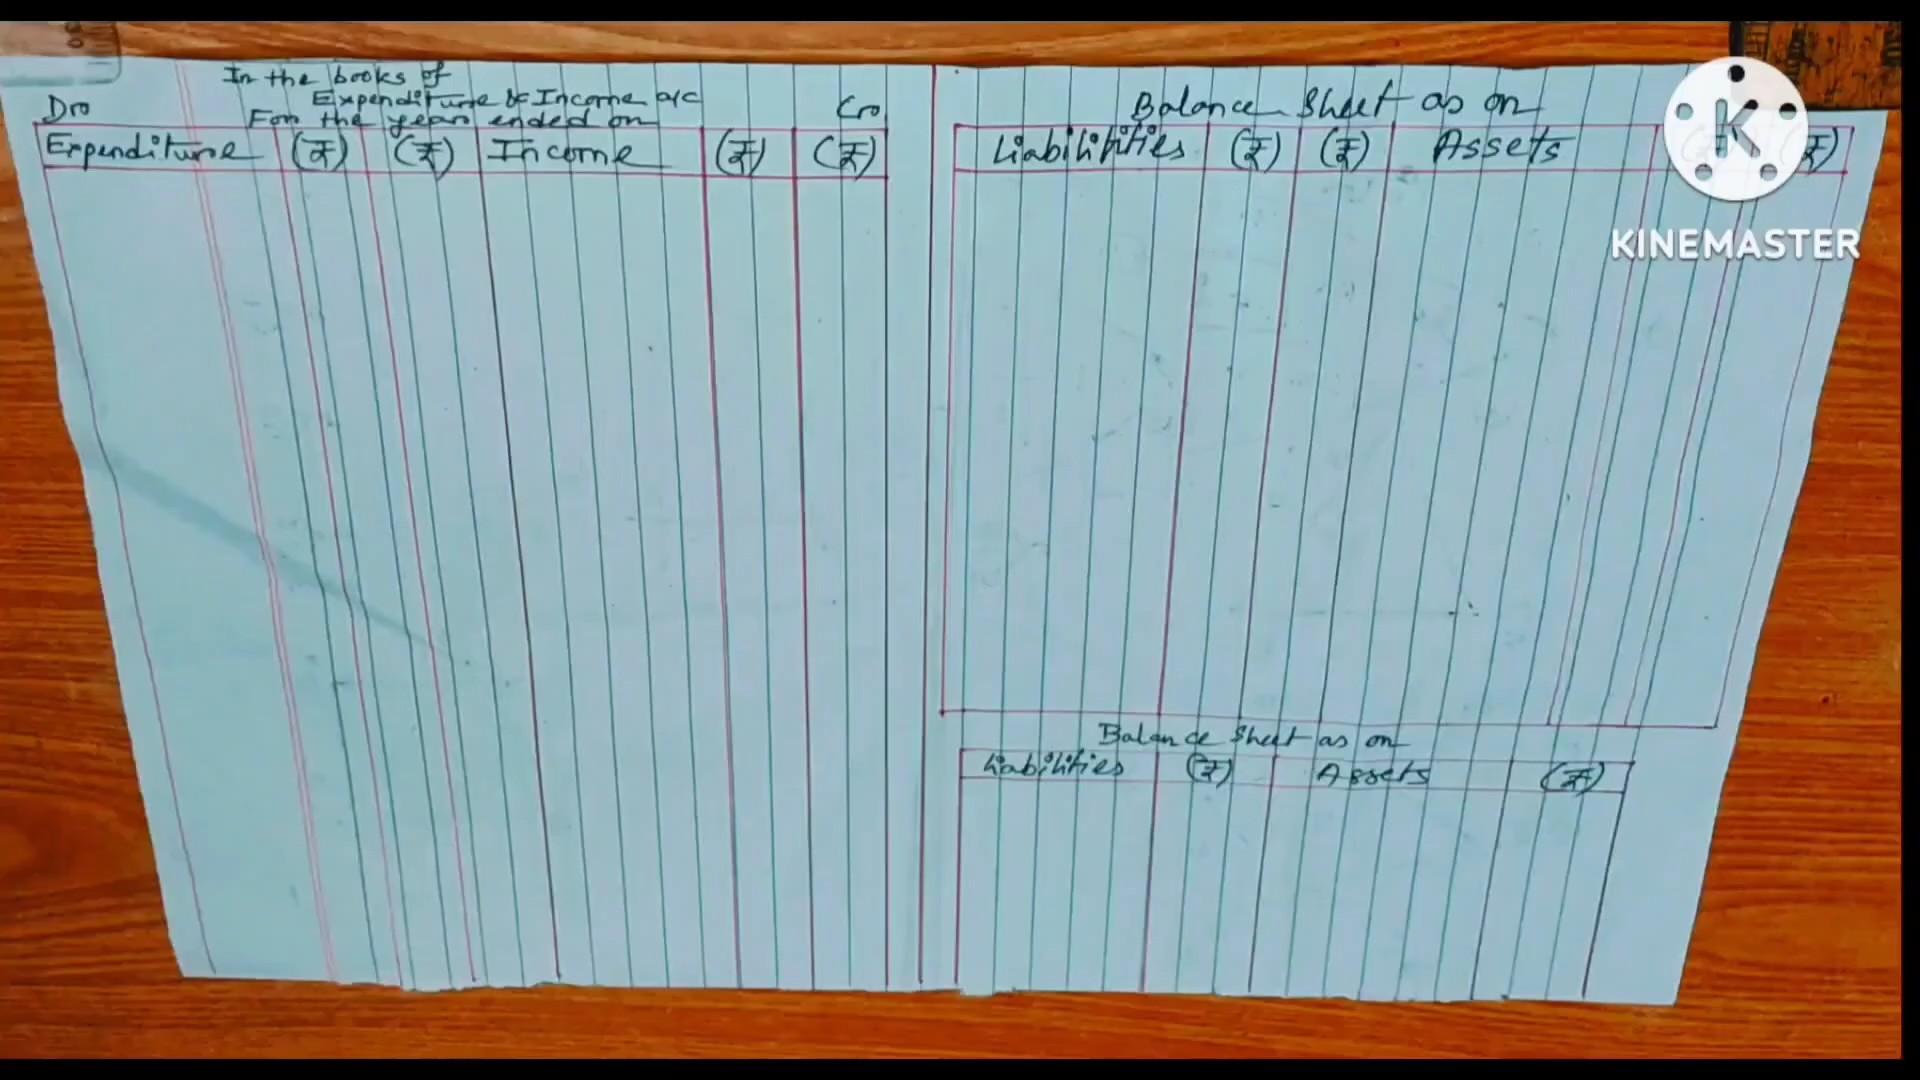 In the books of
Expenditure & Income a/c
Dr. Cr.
For the year ended on
Expenditure (₹) (₹) Income (₹) (₹)
Balance Sheet as on
Liabilities (₹) (₹) Assets (₹)
KINEMASTER
Balance Sheet as on
Liabilities (₹) Assets (₹)